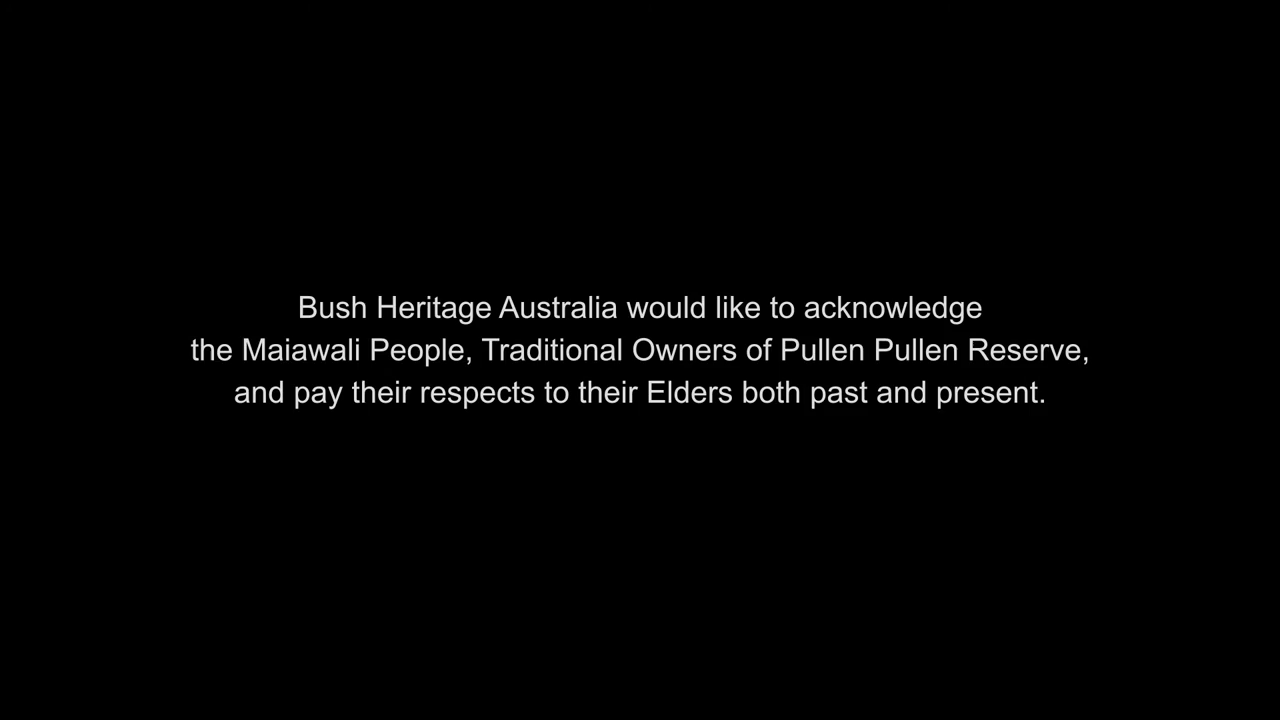 Bush Heritage Australia would like to acknowledge
the Maiawali People, Traditional Owners of Pullen Pullen Reserve,
and pay their respects to their Elders both past and present.